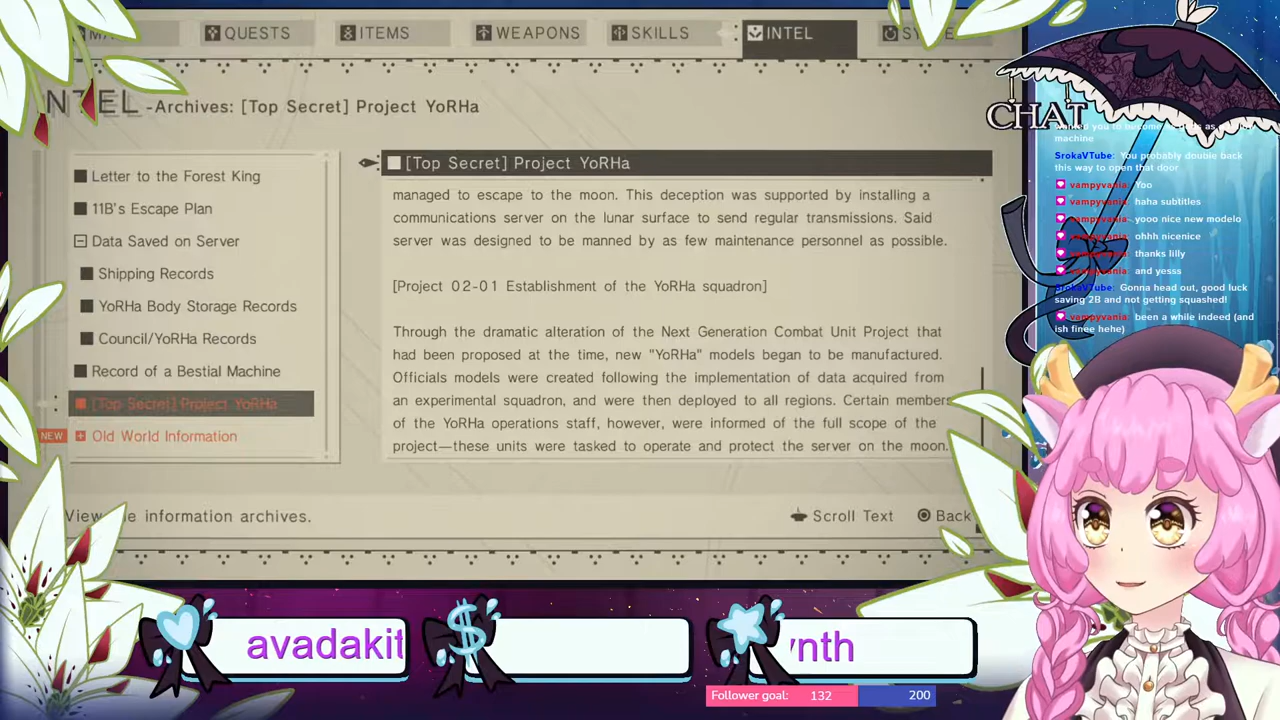 QUESTS
ITEMS
WEAPONS
SKILLS
INTEL
INTEL -Archives: [Top Secret] Project YoRHa
Letter to the Forest King
11B's Escape Plan
Data Saved on Server
Shipping Records
YoRHa Body Storage Records
Council/YoRHa Records
Record of a Bestial Machine
[Top Secret] Project YoRHa
NEW
Old World Information
[Top Secret] Project YoRHa
managed to escape to the moon. This deception was supported by installing a
communications server on the lunar surface to send regular transmissions. Said
server was designed to be manned by as few maintenance personnel as possible.
[Project 02-01 Establishment of the YoRHa squadron]
Through the dramatic alteration of the Next Generation Combat Unit Project that
had been proposed at the time, new "YoRHa" models began to be manufactured.
Officials models were created following the implementation of data acquired from
an experimental squadron, and were then deployed to all regions. Certain members
of the YoRHa operations staff, however, were informed of the full scope of the
project—these units were tasked to operate and protect the server on the moon.
View information archives.
Scroll Text
Back
CHAT
machine
SrokaVTube: You probably double back
this way to open that door
vampyvania: Yoo
vampyvania: haha subtitles
vampyvania: yooo nice new modelo
vampyvania: ohhh nicenice
vampyvania: thanks lilly
vampyvania: and yesss
SrokaVTube: Gonna head out, good luck
saving 2B and not getting squashed!
vampyvania: been a while indeed (and
ish finee hehe)
avadakit
$
ynth
Follower goal: 132 200